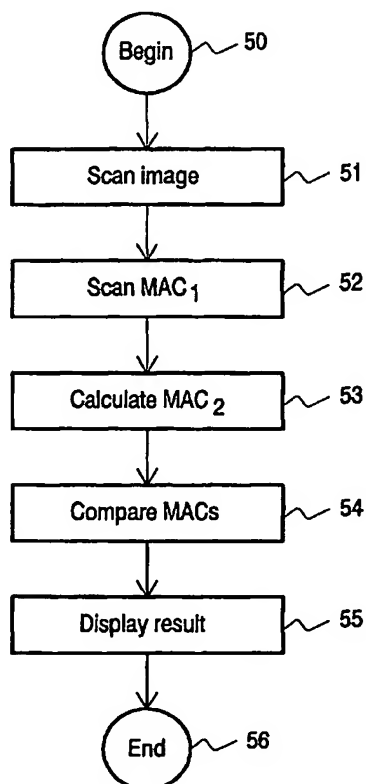 Begin 50
Scan image 51
Scan MAC1 52
Calculate MAC2 53
Compare MACs 54
Display result 55
End 56